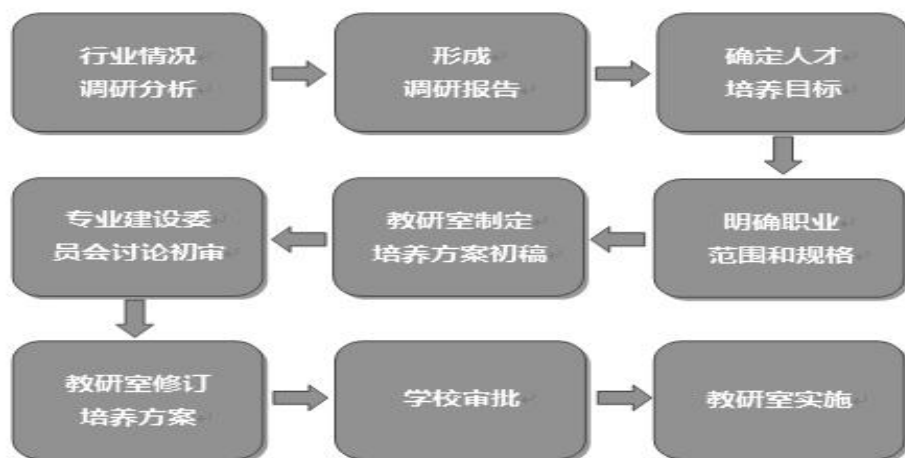 行业情况
调研分析
形成
调研报告
确定人才
培养目标
明确职业
范围和规格
教研室制定
培养方案初稿
专业建设委
员会讨论初审
教研室修订
培养方案
学校审批
教研室实施